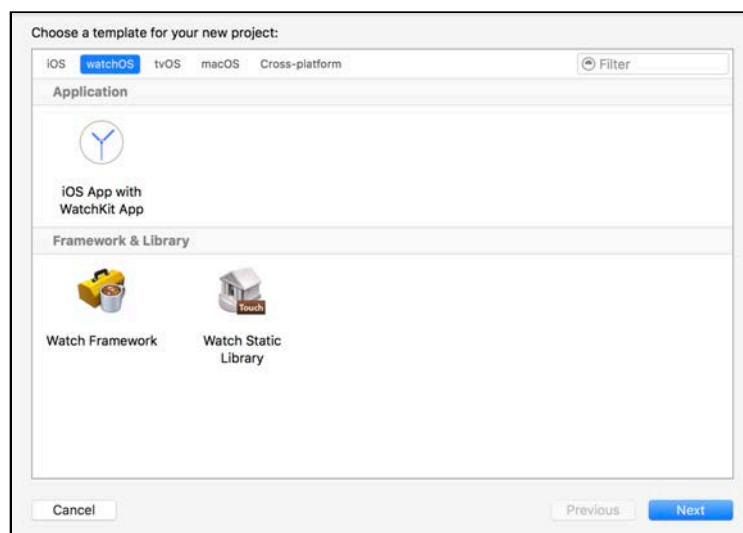 Choose a template for your new project:
iOS watchOS tvOS macOS Cross-platform Filter
Application
iOS App with
WatchKit App
Framework & Library
Touch
Watch Framework Watch Static
Library
Cancel Previous Next